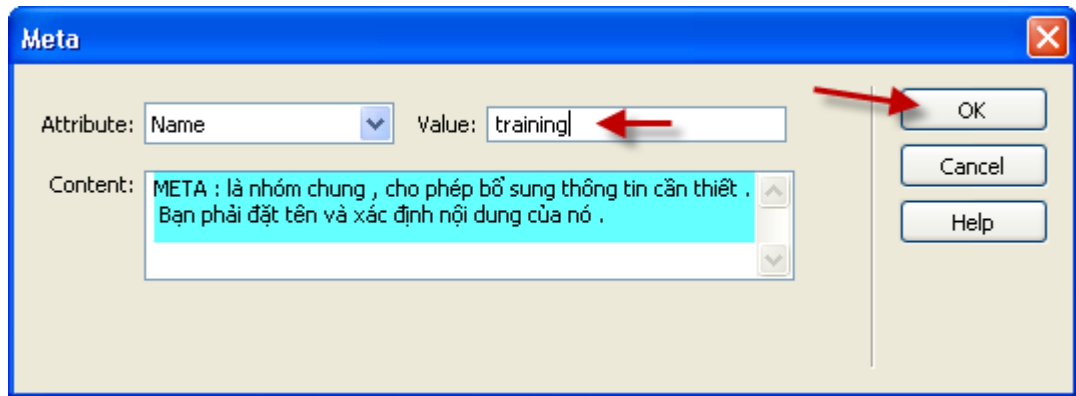 Meta
Attribute: Name Value: training OK
Content: META : là nhóm chung , cho phép bổ sung thông tin cần thiết . Cancel
Bạn phải đặt tên và xác định nội dung của nó . Help